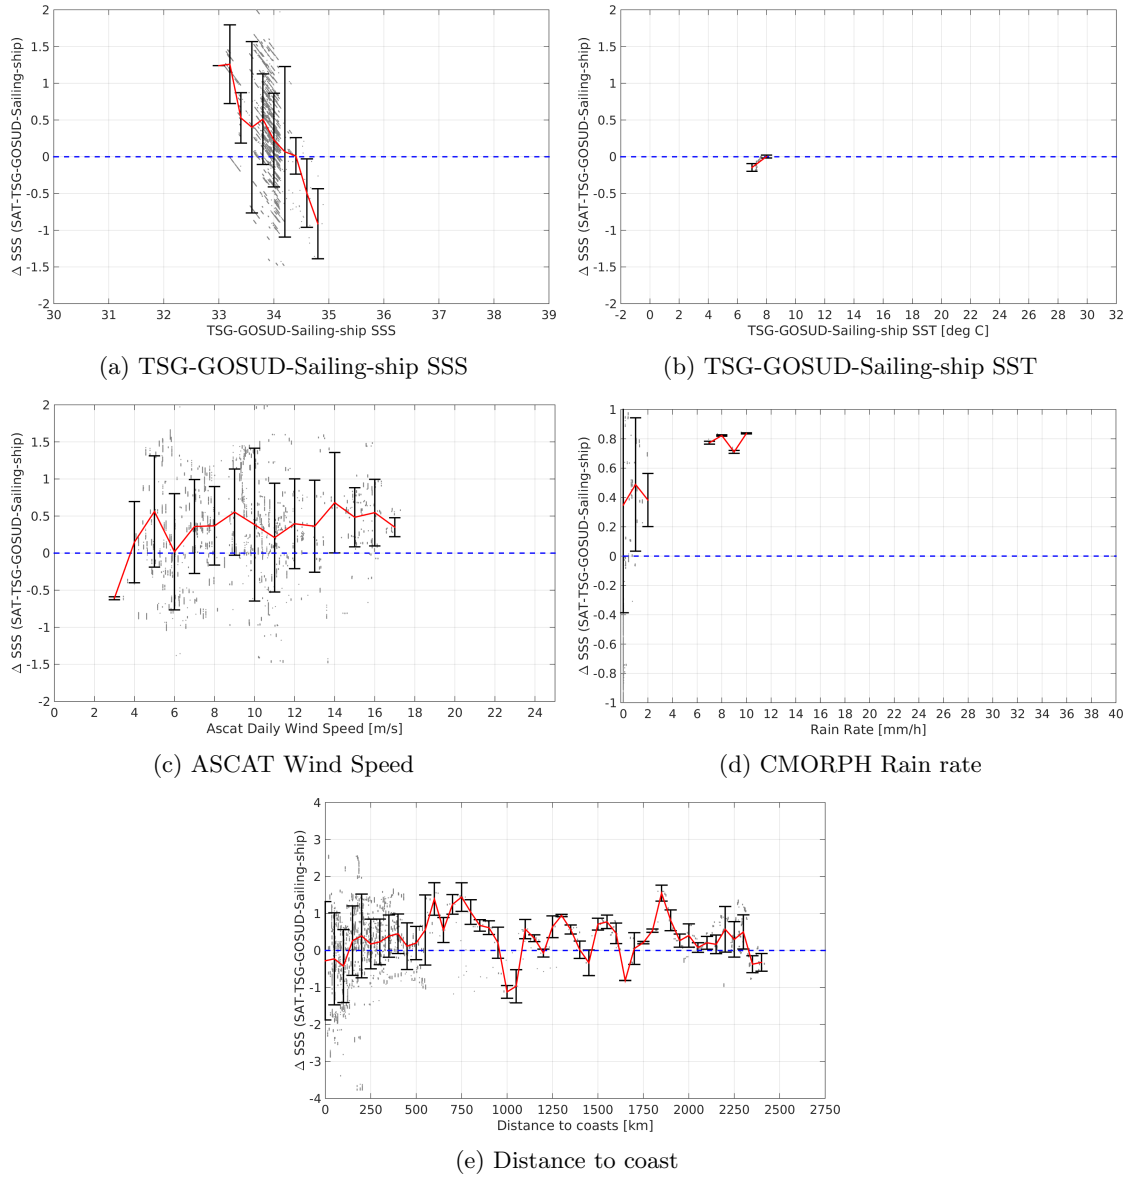 Δ SSS (SAT-TSG-GOSUD-Sailing-ship)
2
1.5
1
0.5
0
-0.5
-1
-1.5
-2
30 31 32 33 34 35 36 37 38 39
TSG-GOSUD-Sailing-ship SSS
(a) TSG-GOSUD-Sailing-ship SSS
Δ SSS (SAT-TSG-GOSUD-Sailing-ship)
2
1.5
1
0.5
0
-0.5
-1
-1.5
-2
-2 0 2 4 6 8 10 12 14 16 18 20 22 24 26 28 30 32
TSG-GOSUD-Sailing-ship SST [deg C]
(b) TSG-GOSUD-Sailing-ship SST
Δ SSS (SAT-TSG-GOSUD-Sailing-ship)
2
1.5
1
0.5
0
-0.5
-1
-1.5
-2
0 2 4 6 8 10 12 14 16 18 20 22 24
Ascat Daily Wind Speed [m/s]
(c) ASCAT Wind Speed
Δ SSS (SAT-TSG-GOSUD-Sailing-ship)
1
0.8
0.6
0.4
0.2
0
-0.2
-0.4
-0.6
-0.8
-1
0 2 4 6 8 10 12 14 16 18 20 22 24 26 28 30 32 34 36 38 40
Rain Rate [mm/h]
(d) CMORPH Rain rate
Δ SSS (SAT-TSG-GOSUD-Sailing-ship)
4
3
2
1
0
-1
-2
-3
-4
0 250 500 750 1000 1250 1500 1750 2000 2250 2500 2750
Distance to coasts [km]
(e) Distance to coast